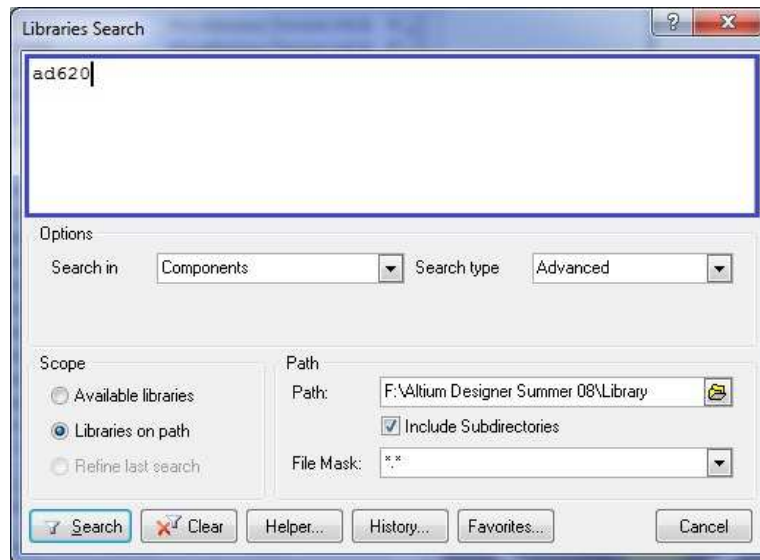 Libraries Search
ad620
Options
Search in Components Search type Advanced
Scope
Available libraries
Libraries on path
Refine last search
Path
Path: F:\Altium Designer Summer 08\Library
Include Subdirectories
File Mask: *.*
Search Clear Helper... History... Favorites... Cancel